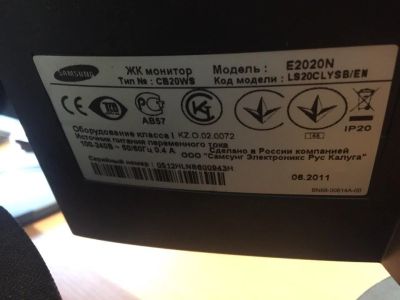 SAMSUNG
ЖК монитор Модель : E2020N
Тип № : CB20WS Код модели : LS20CLYSB/EN
АВ57
IP20
Оборудование класса I KZ.O.02.0072
Источник питания переменного тока
100-240В ~ 50/60Гц 0.4 А Сделано в России компанией
ООО "Самсунг Электроникс Рус Калуга"
Серийный номер :
06.2011